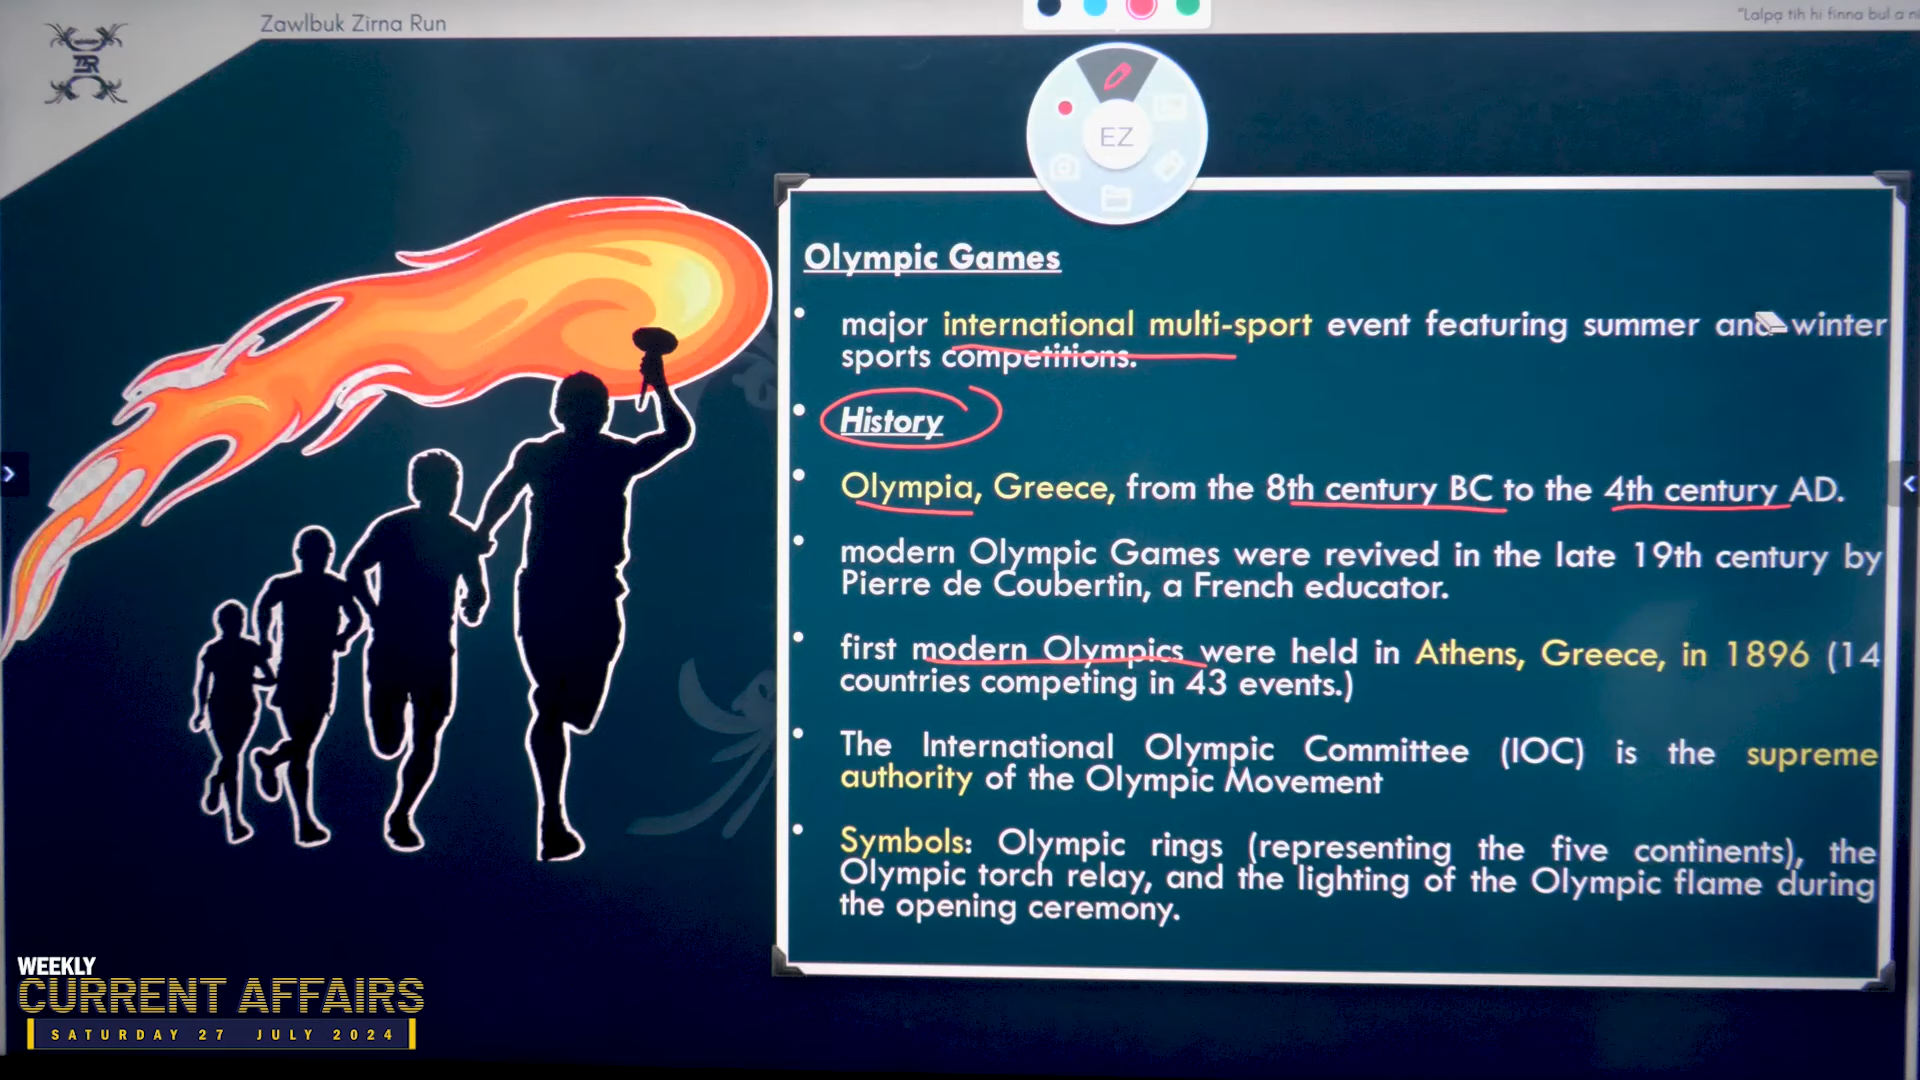 Zawlbuk Zirna Run
"Lalpa tih hi finna bul a ni
EZ
Olympic Games
• major international multi-sport event featuring summer and winter
sports competitions.
• History
• Olympia, Greece, from the 8th century BC to the 4th century AD.
• modern Olympic Games were revived in the late 19th century by
Pierre de Coubertin, a French educator.
• first modern Olympics were held in Athens, Greece, in 1896 (14
countries competing in 43 events.)
• The International Olympic Committee (IOC) is the supreme
authority of the Olympic Movement
• Symbols: Olympic rings (representing the five continents), the
Olympic torch relay, and the lighting of the Olympic flame during
the opening ceremony.
WEEKLY
CURRENT AFFAIRS
SATURDAY 27 JULY 2024